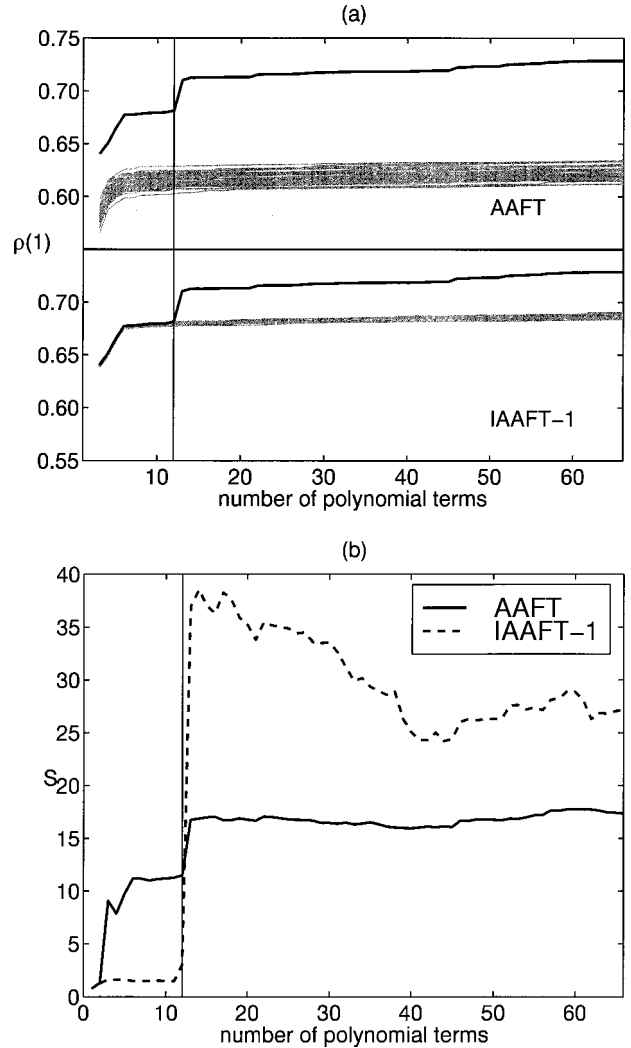 (a)
0.75
0.70
0.65
0.60
AAFT
ρ(1)
0.70
0.65
0.60
IAAFT-1
0.55
10 20 30 40 50 60
number of polynomial terms
(b)
40
AAFT
35
IAAFT-1
30
25
S
20
15
10
5
0
0 10 20 30 40 50 60
number of polynomial terms